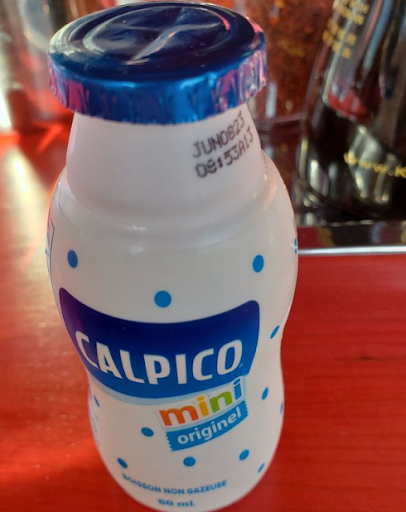 JUN0823
08:53A13
CALPICO
mini
originel
BOISSON NON GAZEUSE
80 mL